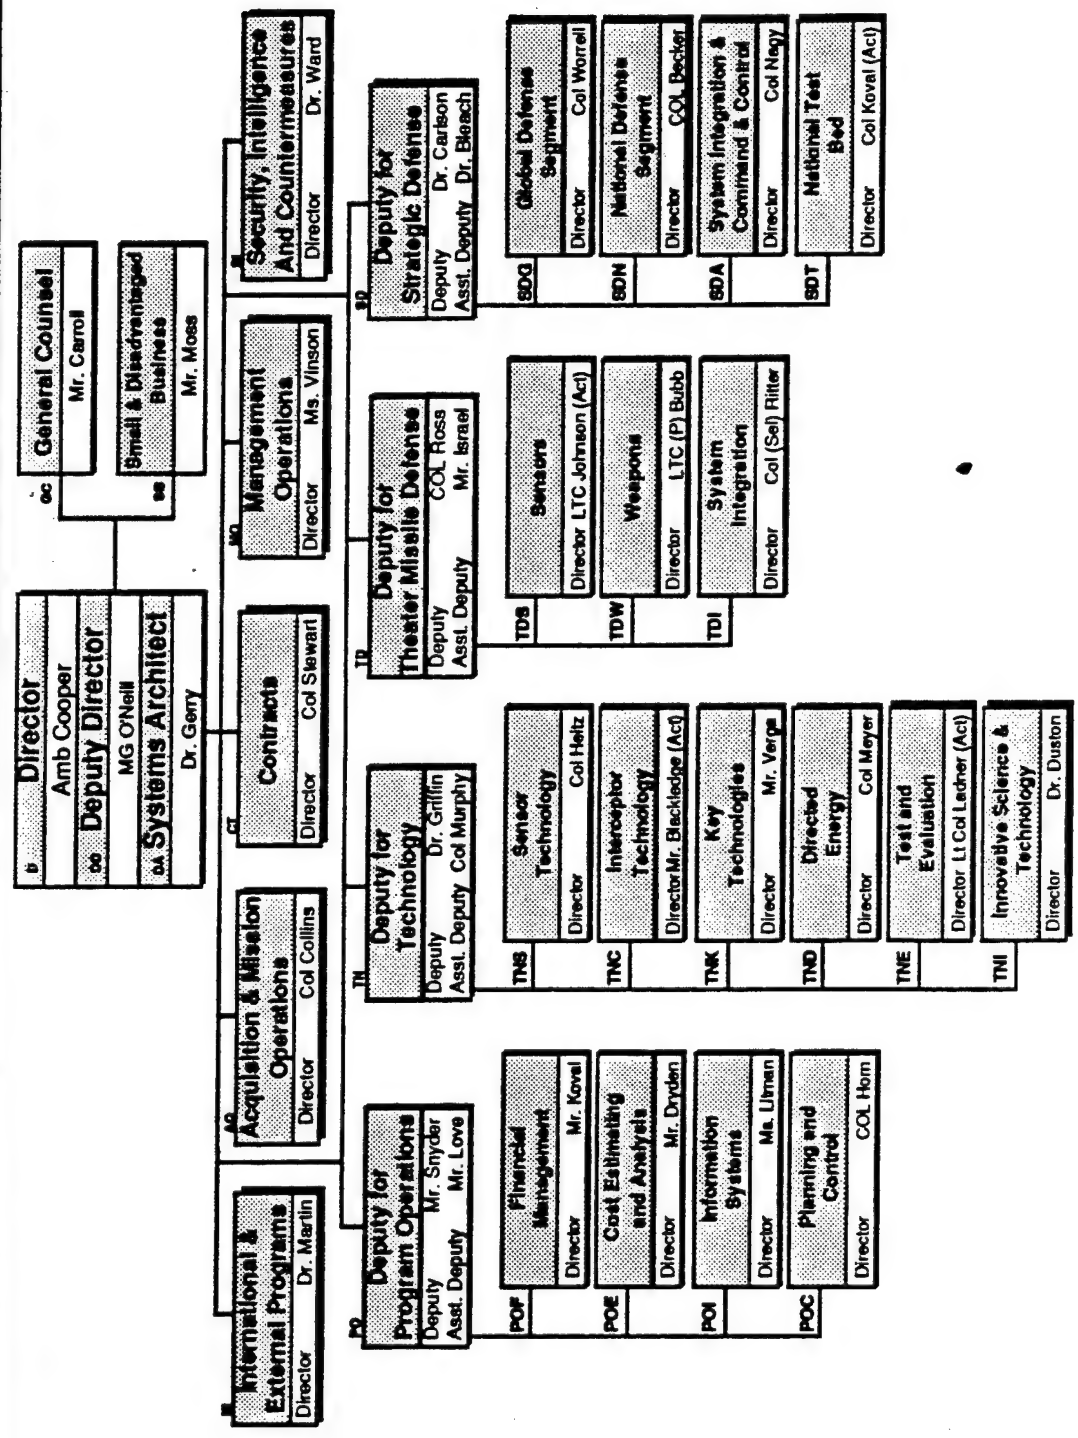 D Director
Amb Cooper
DD Deputy Director
MG O'Neill
DA Systems Architect
Dr. Gerry
GC
General Counsel
Mr. Carroll
SB
Small & Disadvantaged
Business
Mr. Moss
International &
External Programs
Director Dr. Martin
AQ
Acquisition & Mission
Operations
Director Col Collins
CT
Contracts
Director Col Stewart
MO
Management
Operations
Director Ms. Vinson
SI
Security, Intelligence
And Countermeasures
Director Dr. Ward
PO
Deputy for
Program Operations
Deputy Mr. Snyder
Asst. Deputy Mr. Love
POF
Financial
Management
Director Mr. Koval
POE
Cost Estimating
and Analysis
Director Mr. Dryden
POI
Information
Systems
Director Ms. Litman
POC
Planning and
Control
Director COL Horn
TN
Deputy for
Technology
Deputy Dr. Griffin
Asst. Deputy Col Murphy
TNS
Sensor
Technology
Director Col Heitz
TNC
Interceptor
Technology
Director Mr. Blackledge (Act)
TNK
Key
Technologies
Director Mr. Verga
TND
Directed
Energy
Director Col Meyer
TNE
Test and
Evaluation
Director Lt Col Ladner (Act)
TNI
Innovative Science &
Technology
Director Dr. Duston
TD
Deputy for
Theater Missile Defense
Deputy COL Ross
Asst. Deputy Mr. Israel
TDS
Sensors
Director LTC Johnson (Act)
TDW
Weapons
Director LTC (P) Bubb
TDI
System
Integration
Director Col (Sel) Ritter
SD
Deputy for
Strategic Defense
Deputy Dr. Carlson
Asst. Deputy Dr. Bleach
SDG
Global Defense
Segment
Director Col Worrell
SDN
National Defense
Segment
Director COL Becker
SDA
System Integration &
Command & Control
Director Col Nagy
SDT
National Test
Bed
Director Col Koval (Act)